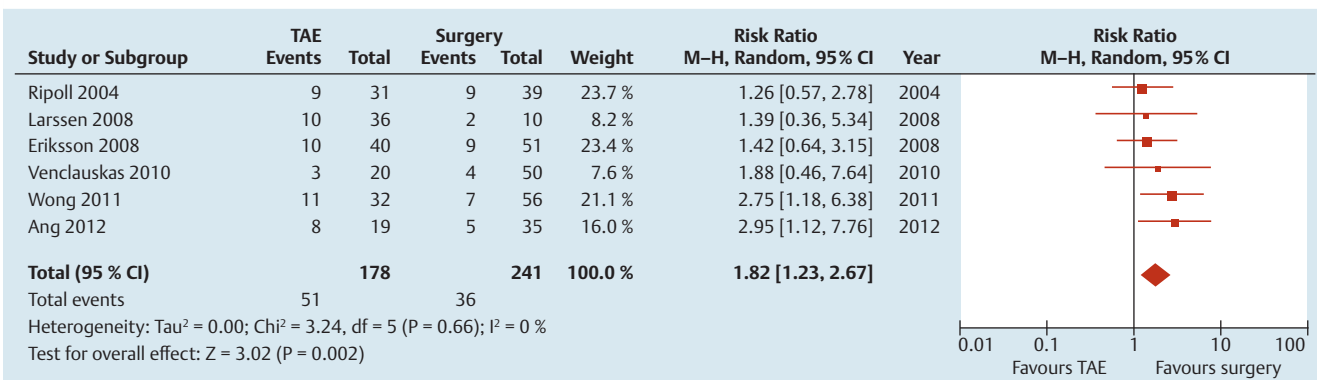 TAE Surgery Risk Ratio Risk Ratio
Study or Subgroup Events Total Events Total Weight M–H, Random, 95% CI Year M–H, Random, 95% CI
Ripoll 2004 9 31 9 39 23.7 % 1.26 [0.57, 2.78] 2004
Larssen 2008 10 36 2 10 8.2 % 1.39 [0.36, 5.34] 2008
Eriksson 2008 10 40 9 51 23.4 % 1.42 [0.64, 3.15] 2008
Venclauskas 2010 3 20 4 50 7.6 % 1.88 [0.46, 7.64] 2010
Wong 2011 11 32 7 56 21.1 % 2.75 [1.18, 6.38] 2011
Ang 2012 8 19 5 35 16.0 % 2.95 [1.12, 7.76] 2012
Total (95 % CI) 178 241 100.0 % 1.82 [1.23, 2.67]
Total events 51 36
Heterogeneity: Tau² = 0.00; Chi² = 3.24, df = 5 (P = 0.66); I² = 0 %
Test for overall effect: Z = 3.02 (P = 0.002)
0.01 0.1 1 10 100
Favours TAE Favours surgery